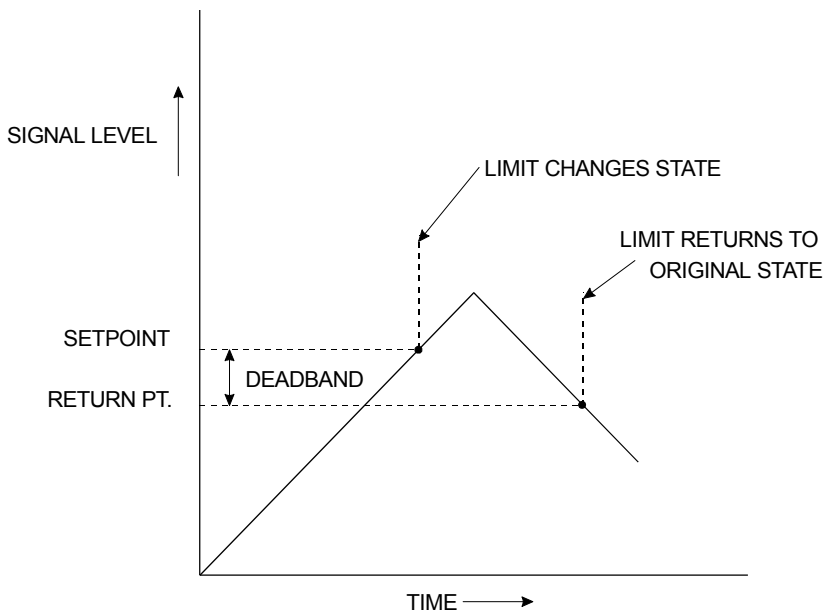 SIGNAL LEVEL
LIMIT CHANGES STATE
LIMIT RETURNS TO
ORIGINAL STATE
SETPOINT
DEADBAND
RETURN PT.
TIME